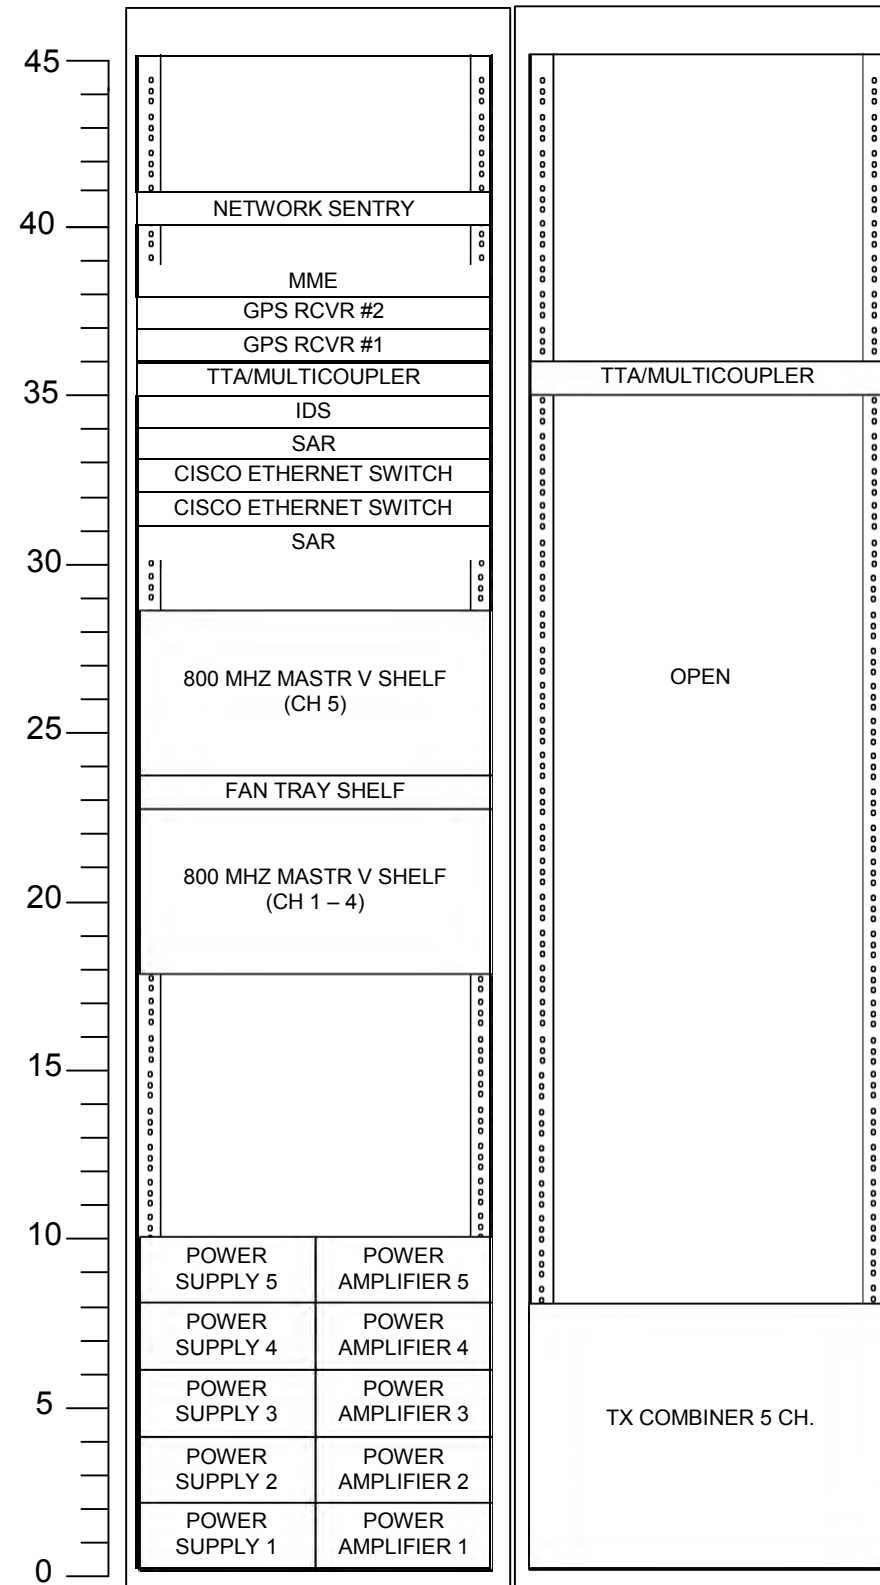 45
40
35
30
25
20
15
10
5
0
NETWORK SENTRY
MME
GPS RCVR #2
GPS RCVR #1
TTA/MULTICOUPLER
IDS
SAR
CISCO ETHERNET SWITCH
CISCO ETHERNET SWITCH
SAR
800 MHZ MASTR V SHELF
(CH 5)
FAN TRAY SHELF
800 MHZ MASTR V SHELF
(CH 1 – 4)
POWER
SUPPLY 5
POWER
AMPLIFIER 5
POWER
SUPPLY 4
POWER
AMPLIFIER 4
POWER
SUPPLY 3
POWER
AMPLIFIER 3
POWER
SUPPLY 2
POWER
AMPLIFIER 2
POWER
SUPPLY 1
POWER
AMPLIFIER 1
TTA/MULTICOUPLER
OPEN
TX COMBINER 5 CH.